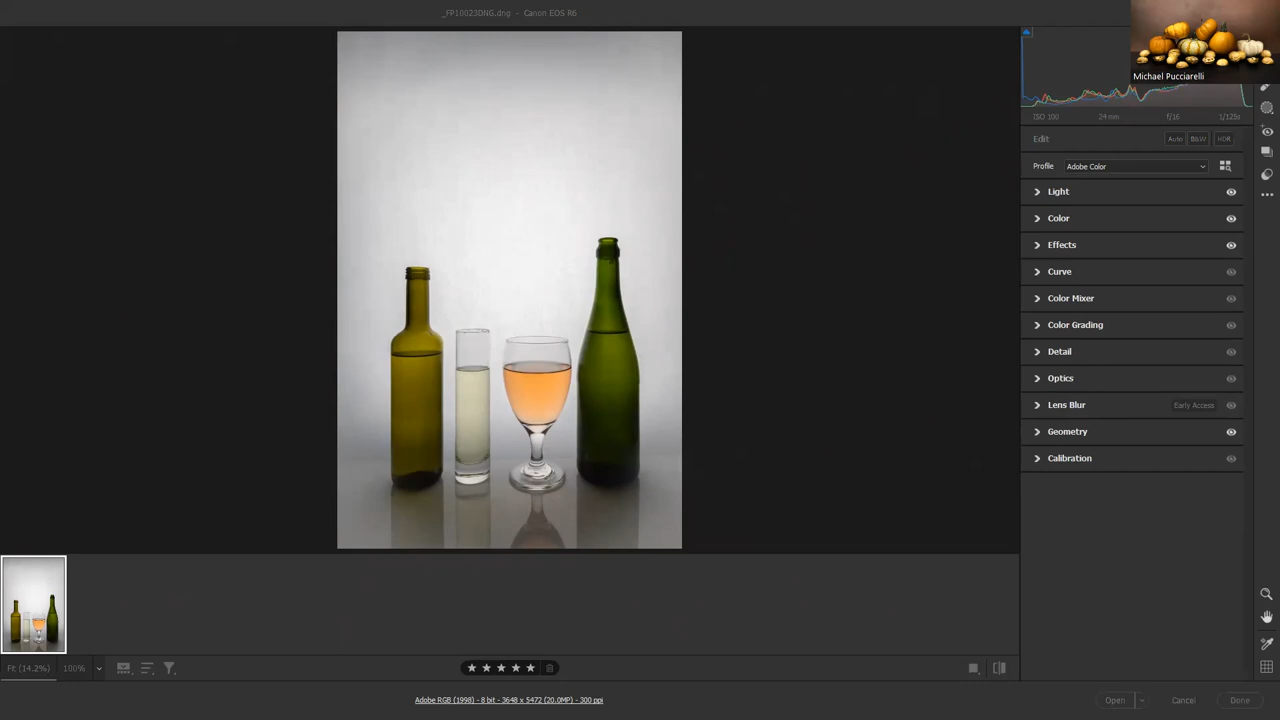 _FP10023DNG.dng - Canon EOS R6
Michael Pucciarelli
ISO 100 24 mm f/16 1/125s
Edit Auto B&W HDR
Profile Adobe Color
Light
Color
Effects
Curve
Color Mixer
Color Grading
Detail
Optics
Lens Blur Early Access
Geometry
Calibration
Fit (14.2%) 100%
Adobe RGB (1998) - 8 bit - 3648 x 5472 (20.0MP) - 300 ppi
Open Cancel Done